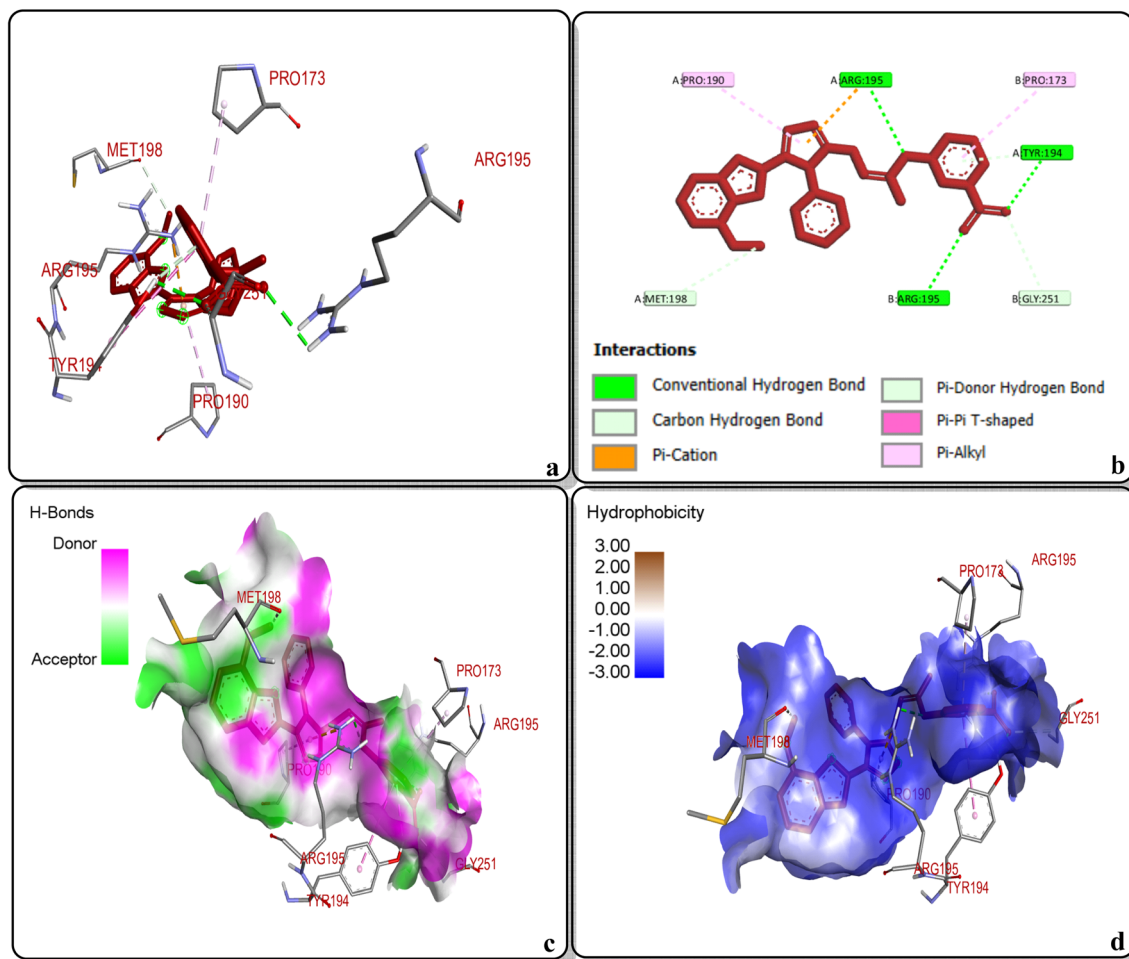 PRO173
MET198
ARG195
ARG195
251
TYR194
PRO190
a
A:PRO:190
A:ARG:195
B:PRO:173
A:TYR:194
A:MET:198
B:ARG:195
B:GLY:251
Interactions
Conventional Hydrogen Bond
Carbon Hydrogen Bond
Pi-Cation
Pi-Donor Hydrogen Bond
Pi-Pi T-shaped
Pi-Alkyl
b
H-Bonds
Donor
Acceptor
MET198
PRO173
ARG195
PRO190
ARG195
GLY251
TYR194
c
Hydrophobicity
3.00
2.00
1.00
0.00
-1.00
-2.00
-3.00
ARG195
PRO173
GLY251
MET198
PRO190
ARG195
TYR194
d